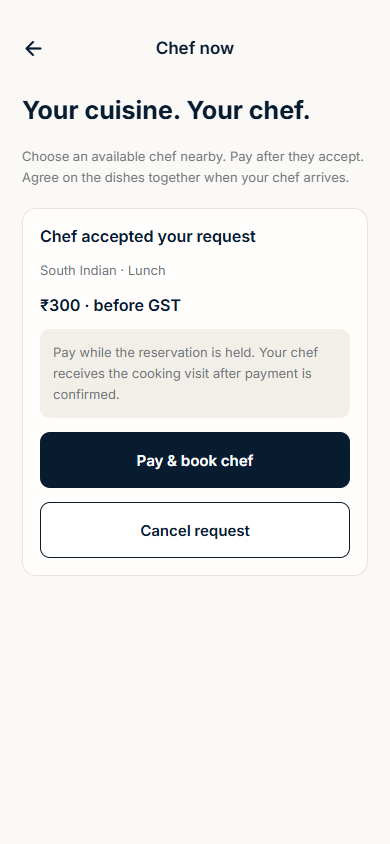 Chef now
Your cuisine. Your chef.
Choose an available chef nearby. Pay after they accept.
Agree on the dishes together when your chef arrives.
Chef accepted your request
South Indian · Lunch
₹300 · before GST
Pay while the reservation is held. Your chef
receives the cooking visit after payment is
confirmed.
Pay & book chef
Cancel request